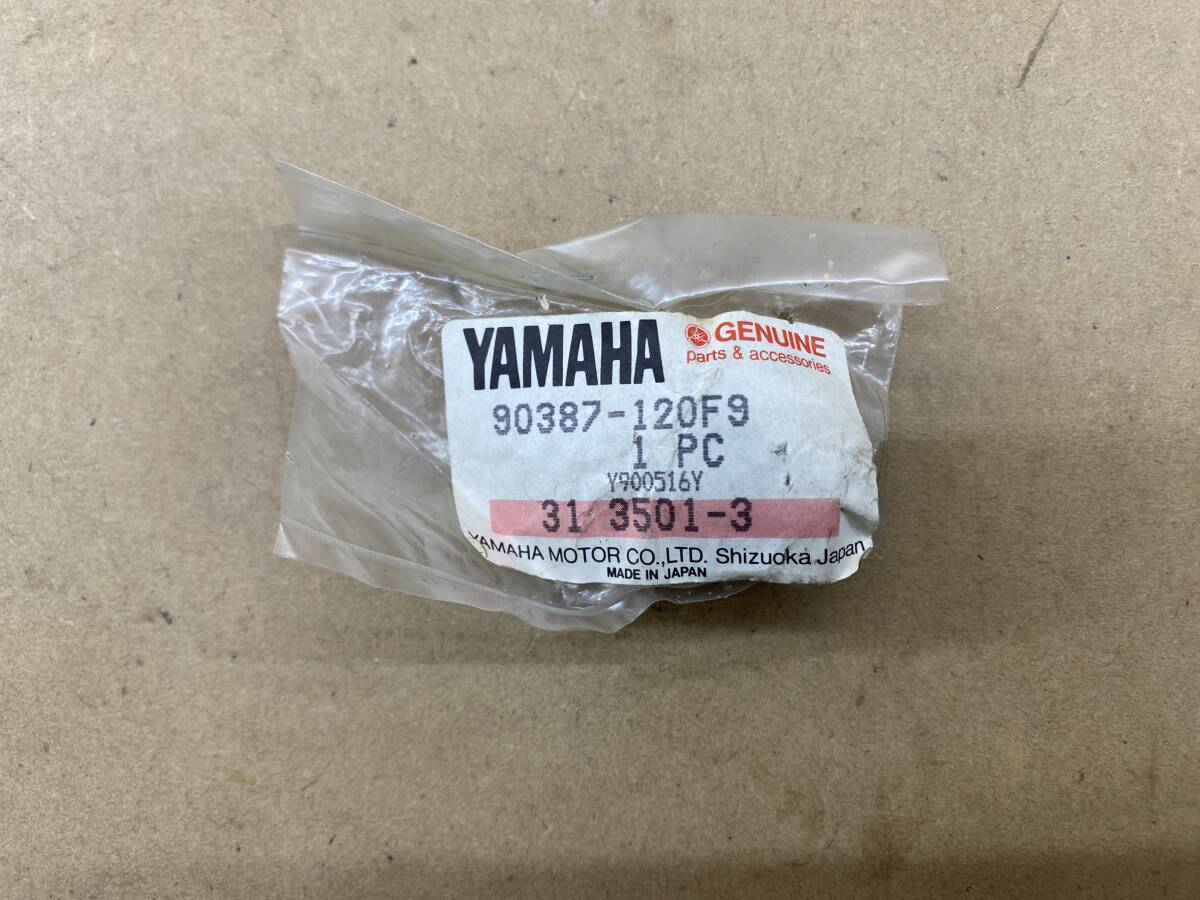 YAMAHA GENUINE
parts & accessories
90387-120F9
1 PC
Y900516Y
31 3501-3
YAMAHA MOTOR CO.,LTD. Shizuoka Japan
MADE IN JAPAN